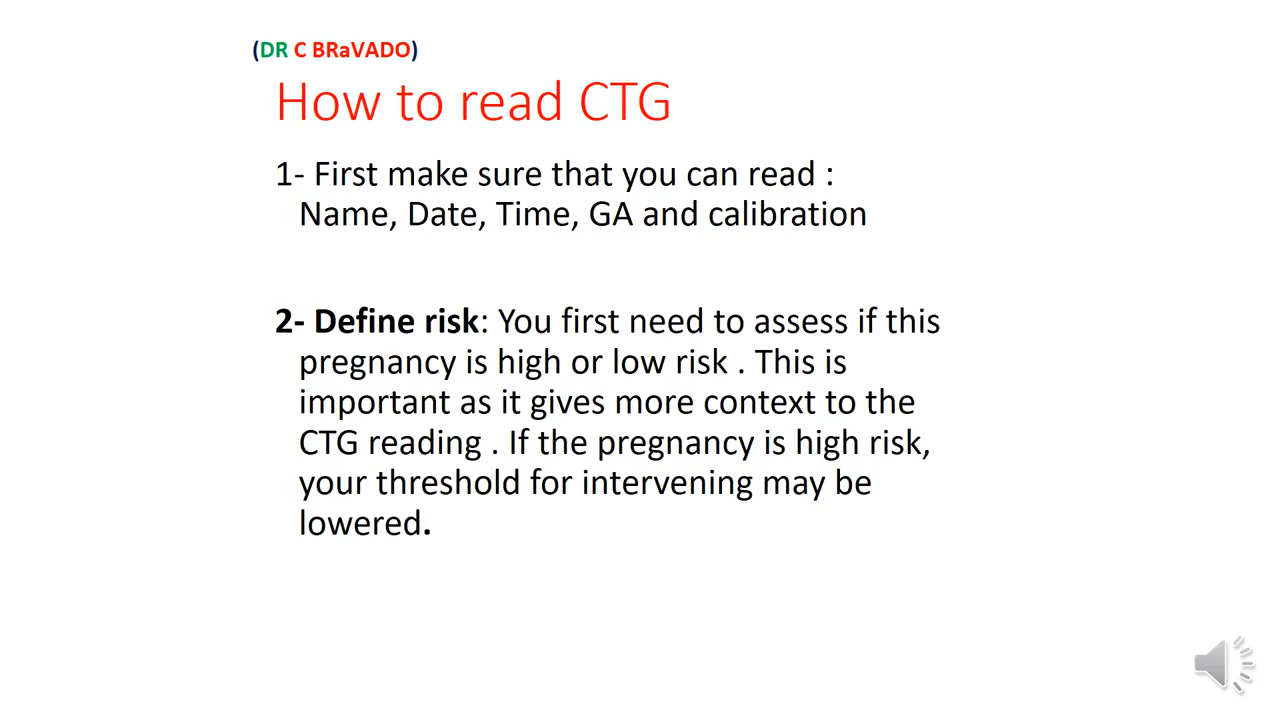 (DR C BRaVADO)
How to read CTG
1- First make sure that you can read :
Name, Date, Time, GA and calibration
2- Define risk: You first need to assess if this
pregnancy is high or low risk . This is
important as it gives more context to the
CTG reading . If the pregnancy is high risk,
your threshold for intervening may be
lowered.